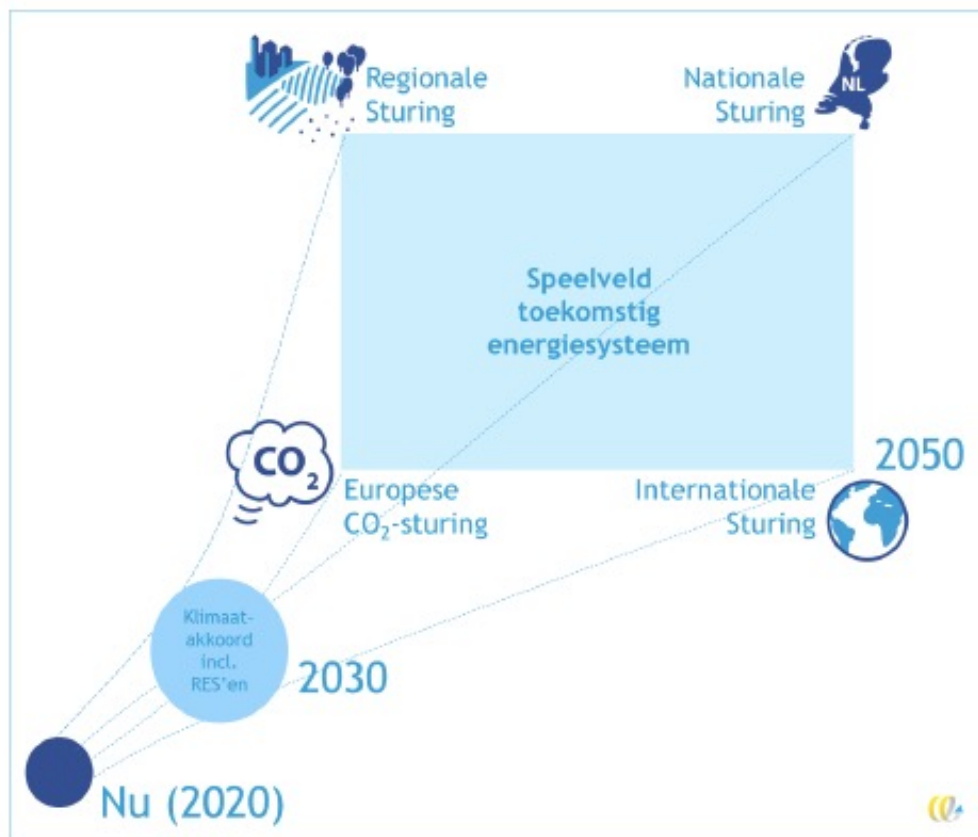 Regionale
Sturing
Nationale
Sturing
NL
Speelveld
toekomstig
energiesysteem
CO₂
2050
Europese
CO₂-sturing
Internationale
Sturing
Klimaat-
akkoord
incl.
RES'en
2030
Nu (2020)